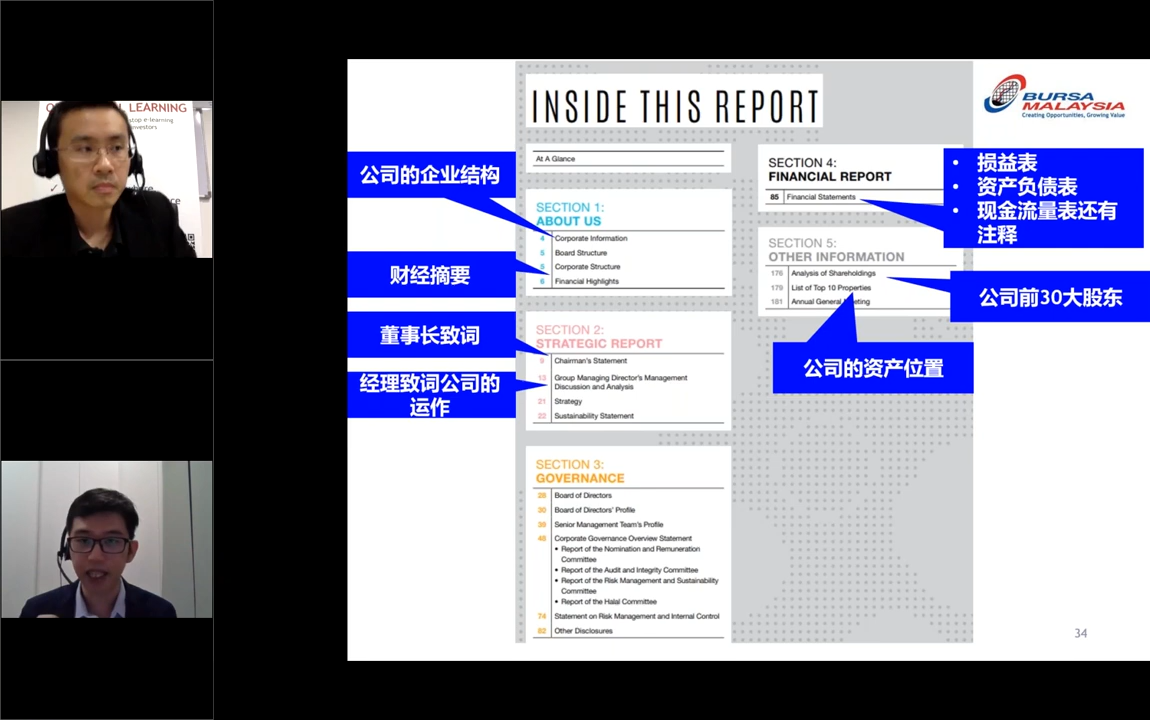 LEARNING
stop e-learning
investors
INSIDE THIS REPORT
BURSA
MALAYSIA
Creating Opportunities, Growing Value
At A Glance
公司的企业结构
SECTION 1:
ABOUT US
4 Corporate Information
5 Board Structure
5 Corporate Structure
6 Financial Highlights
财经摘要
SECTION 2:
STRATEGIC REPORT
董事长致词
9 Chairman's Statement
13 Group Managing Director's Management
Discussion and Analysis
21 Strategy
22 Sustainability Statement
经理致词公司的
运作
SECTION 3:
GOVERNANCE
28 Board of Directors
30 Board of Directors' Profile
38 Senior Management Team's Profile
48 Corporate Governance Overview Statement
• Report of the Nomination and Remuneration
Committee
• Report of the Audit and Integrity Committee
• Report of the Risk Management and Sustainability
Committee
• Report of the Halal Committee
74 Statement on Risk Management and Internal Control
82 Other Disclosures
SECTION 4:
FINANCIAL REPORT
85 Financial Statements
• 损益表
• 资产负债表
• 现金流量表还有
注释
SECTION 5:
OTHER INFORMATION
176 Analysis of Shareholdings
179 List of Top 10 Properties
181 Annual General Meeting
公司前30大股东
公司的资产位置
34